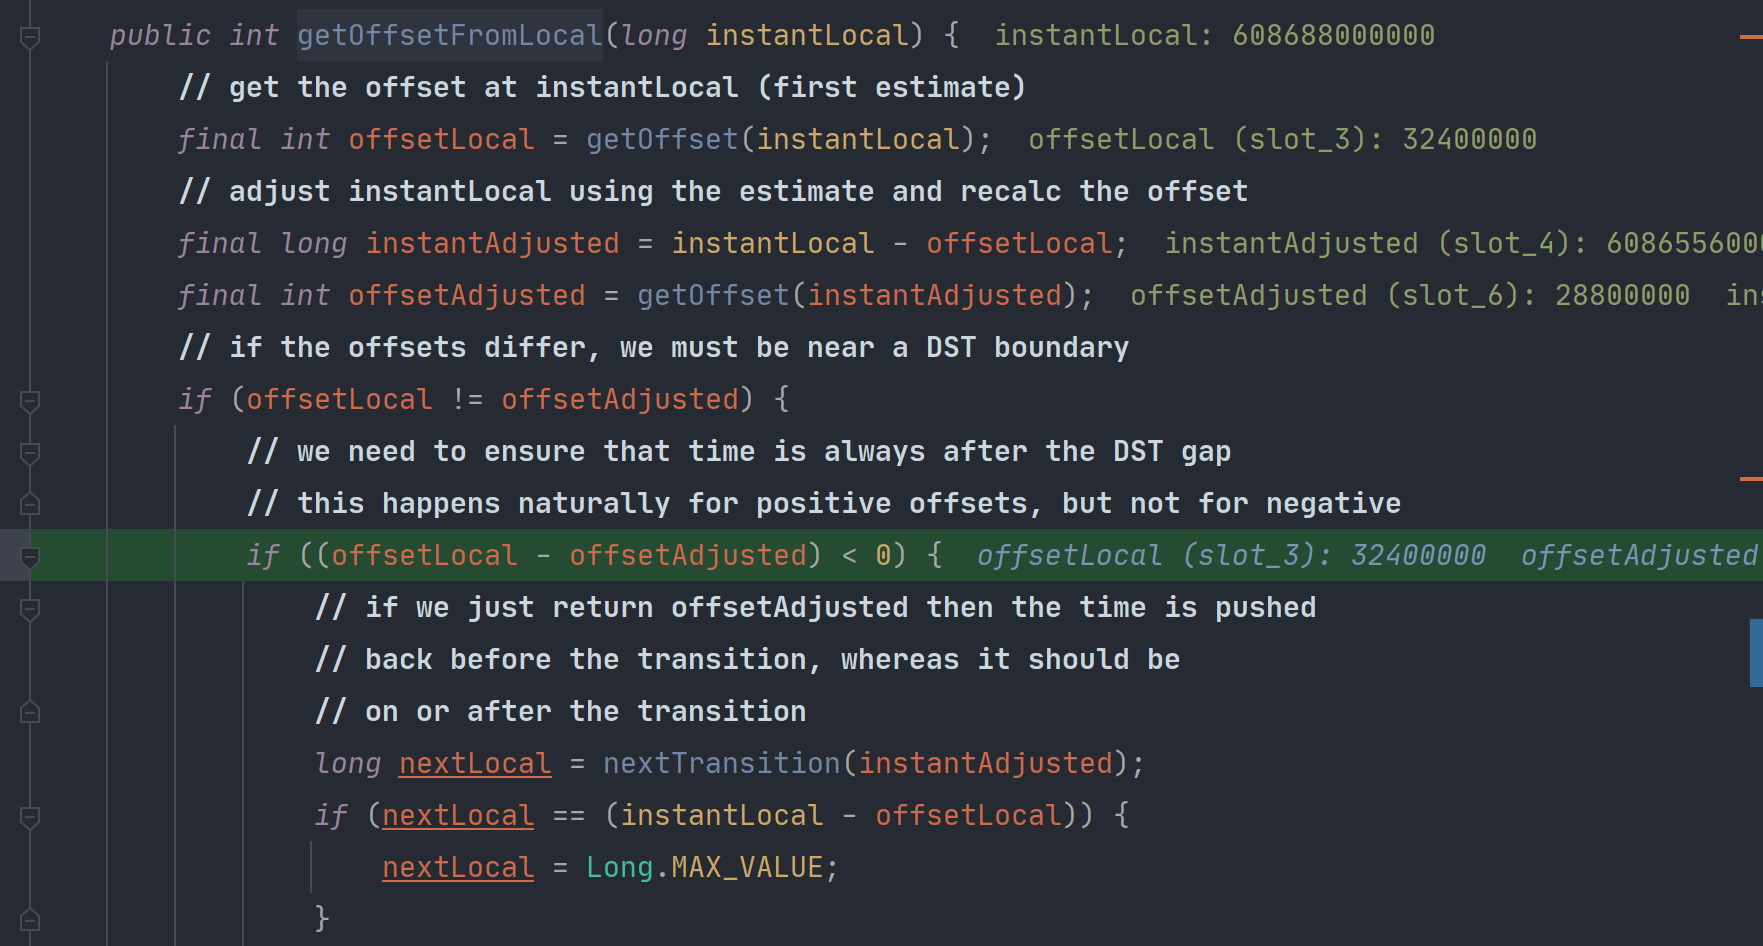 public int getOffsetFromLocal(long instantLocal) {  instantLocal: 608688000000
// get the offset at instantLocal (first estimate)
final int offsetLocal = getOffset(instantLocal);  offsetLocal (slot_3): 32400000
// adjust instantLocal using the estimate and recalc the offset
final long instantAdjusted = instantLocal - offsetLocal;  instantAdjusted (slot_4):
final int offsetAdjusted = getOffset(instantAdjusted);  offsetAdjusted (slot_6): 28800000
// if the offsets differ, we must be near a DST boundary
if (offsetLocal != offsetAdjusted) {
// we need to ensure that time is always after the DST gap
// this happens naturally for positive offsets, but not for negative
if ((offsetLocal - offsetAdjusted) < 0) {  offsetLocal (slot_3): 32400000  offsetAdjusted
// if we just return offsetAdjusted then the time is pushed
// back before the transition, whereas it should be
// on or after the transition
long nextLocal = nextTransition(instantAdjusted);
if (nextLocal == (instantLocal - offsetLocal)) {
nextLocal = Long.MAX_VALUE;
}